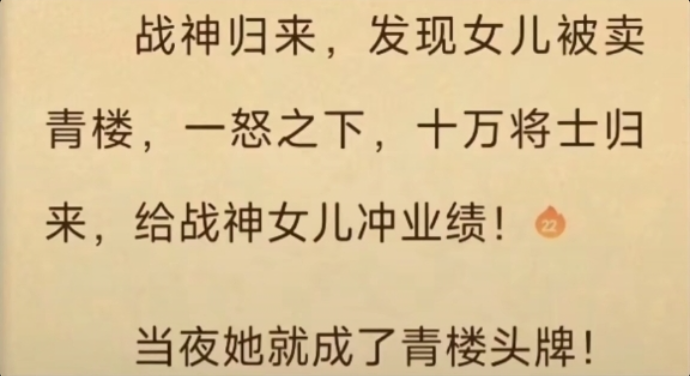 战神归来，发现女儿被卖
青楼，一怒之下，十万将士归
来，给战神女儿冲业绩！22
当夜她就成了青楼头牌！